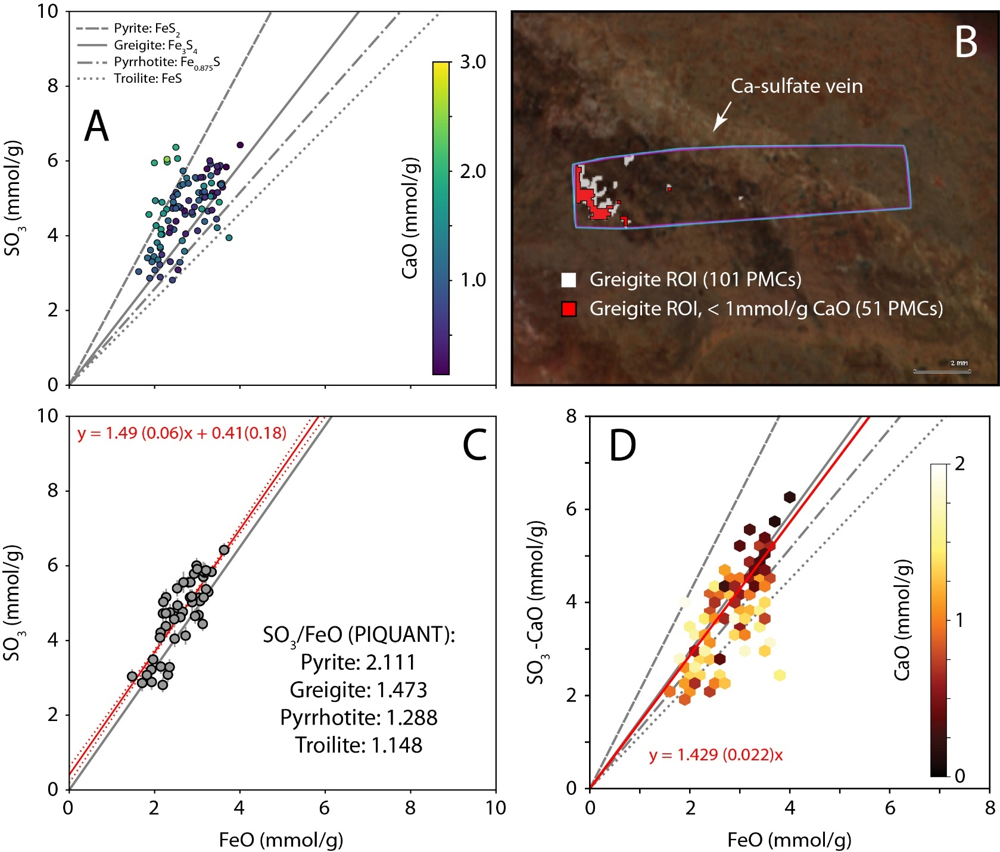 10
8
6
4
2
0
SO₃ (mmol/g)
Pyrite: FeS₂
Greigite: Fe₃S₄
Pyrrhotite: Fe₀.₈₇₅S
Troilite: FeS
A
3.0
2.0
1.0
CaO (mmol/g)
B
Ca-sulfate vein
Greigite ROI (101 PMCs)
Greigite ROI, < 1mmol/g CaO (51 PMCs)
2 mm
10
8
6
4
2
0
SO₃ (mmol/g)
y = 1.49 (0.06)x + 0.41(0.18)
C
SO₃/FeO (PIQUANT):
Pyrite: 2.111
Greigite: 1.473
Pyrrhotite: 1.288
Troilite: 1.148
0 2 4 6 8 10
FeO (mmol/g)
8
6
4
2
0
SO₃-CaO (mmol/g)
D
2
1
0
CaO (mmol/g)
y = 1.429 (0.022)x
0 2 4 6 8
FeO (mmol/g)